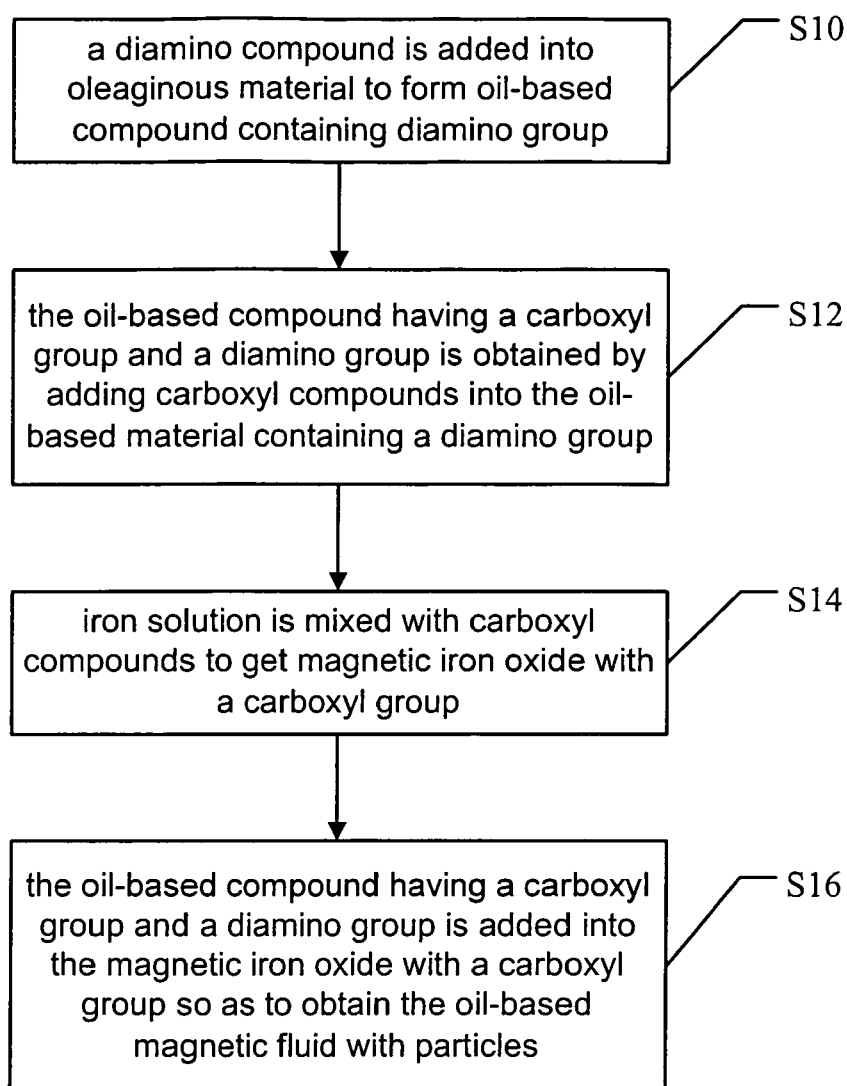 a diamino compound is added into
oleaginous material to form oil-based
compound containing diamino group
S10
the oil-based compound having a carboxyl
group and a diamino group is obtained by
adding carboxyl compounds into the oil-
based material containing a diamino group
S12
iron solution is mixed with carboxyl
compounds to get magnetic iron oxide with
a carboxyl group
S14
the oil-based compound having a carboxyl
group and a diamino group is added into
the magnetic iron oxide with a carboxyl
group so as to obtain the oil-based
magnetic fluid with particles
S16